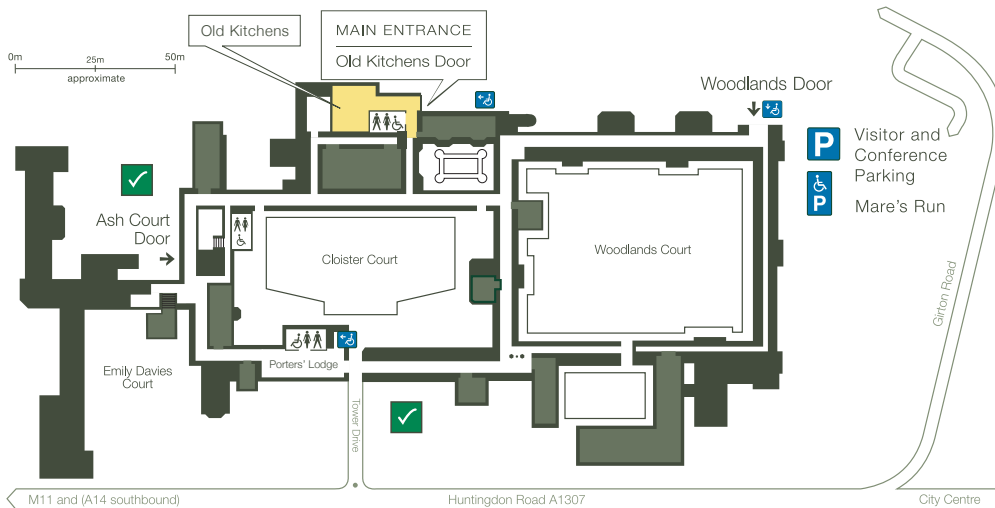 Old Kitchens
MAIN ENTRANCE
Old Kitchens Door
0m
25m
50m
approximate
Woodlands Door
P
Visitor and
Conference
Parking
P
Mare's Run
Ash Court
Door
Cloister Court
Woodlands Court
Girton Road
Emily Davies
Court
Porters' Lodge
Tower Drive
M11 and (A14 southbound)
Huntingdon Road A1307
City Centre